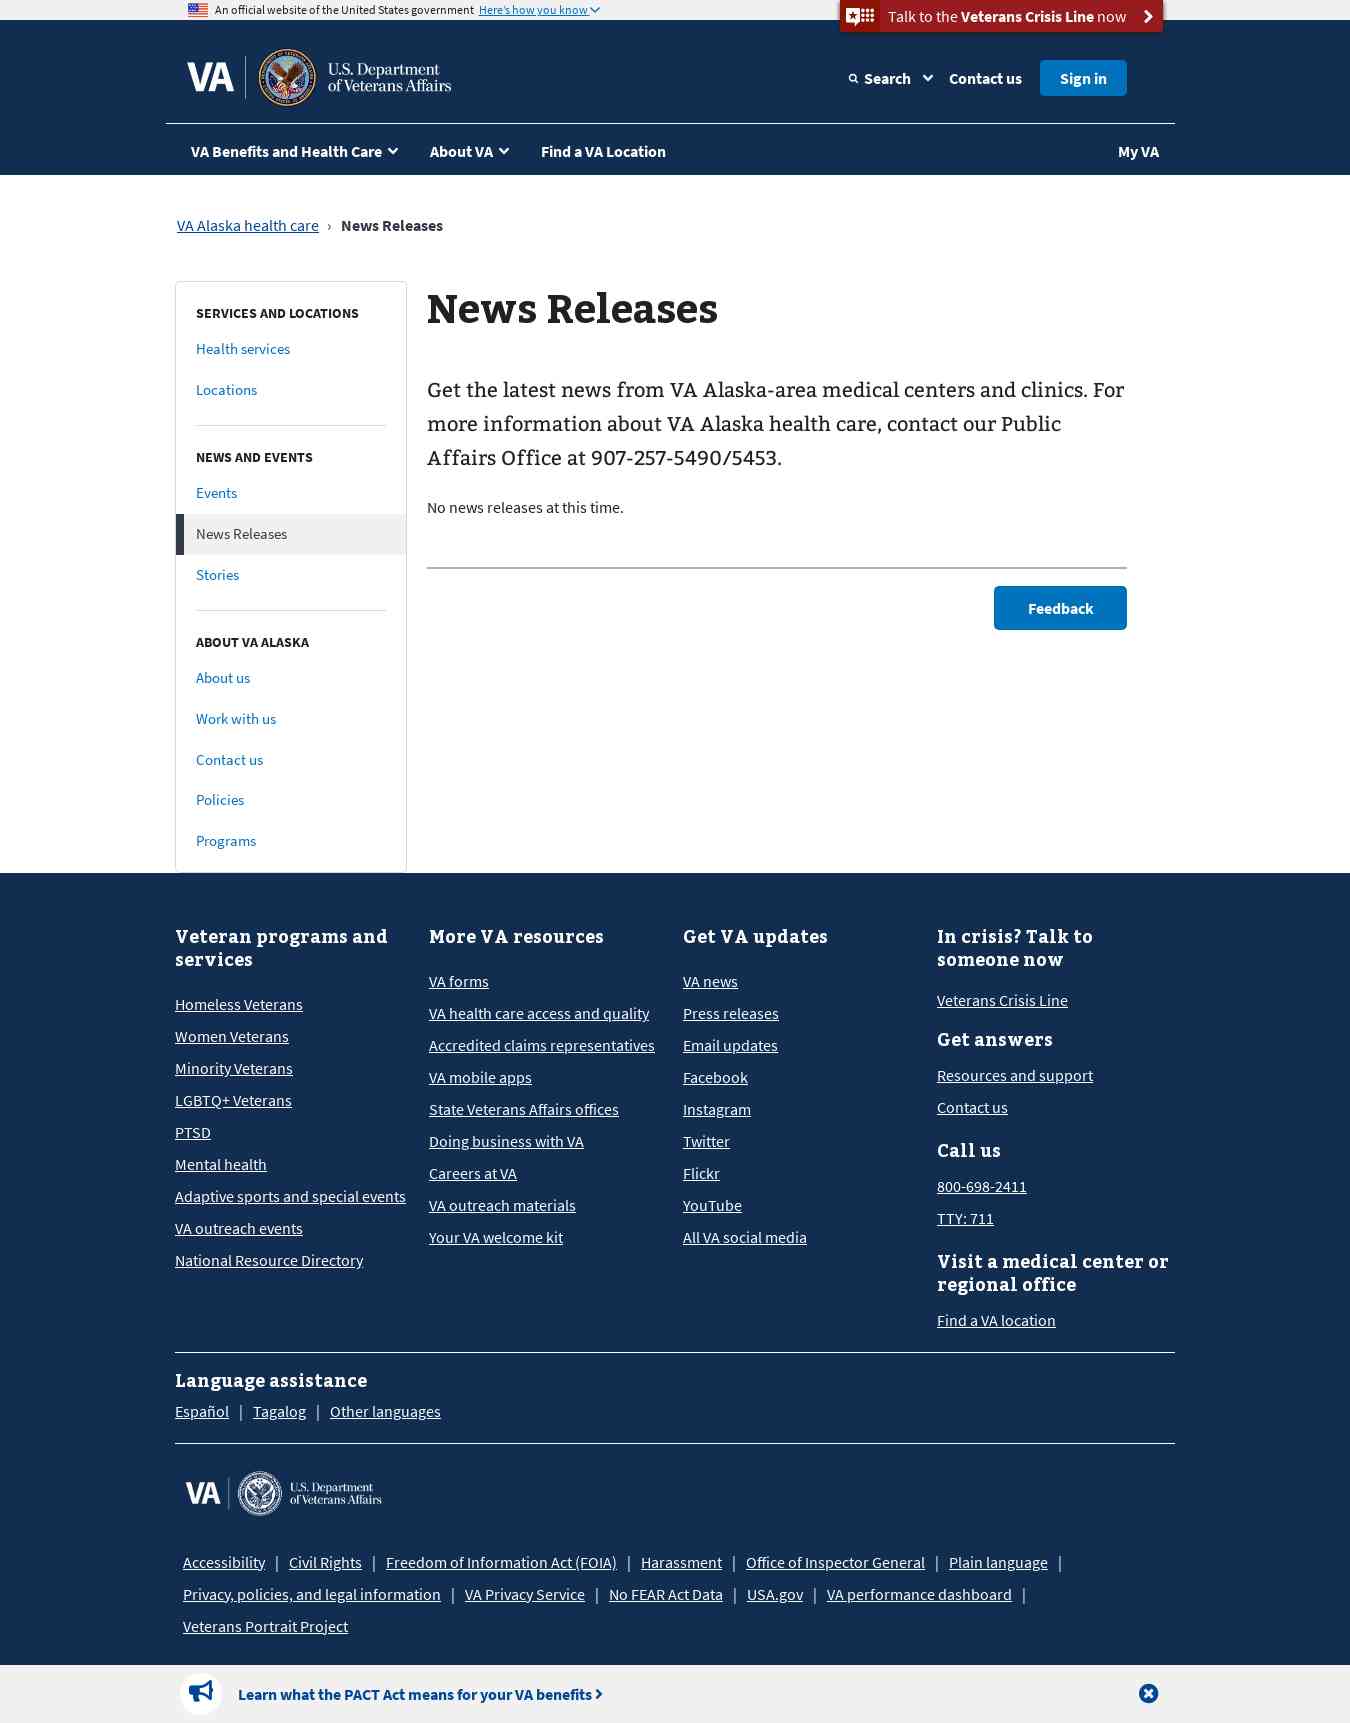 An official website of the United States government Here's how you know
Talk to the Veterans Crisis Line now
VA
U.S. Department
of Veterans Affairs
Search
Contact us
Sign in
VA Benefits and Health Care
About VA
Find a VA Location
My VA
VA Alaska health care › News Releases
SERVICES AND LOCATIONS
Health services
Locations
NEWS AND EVENTS
Events
News Releases
Stories
ABOUT VA ALASKA
About us
Work with us
Contact us
Policies
Programs
News Releases
Get the latest news from VA Alaska-area medical centers and clinics. For
more information about VA Alaska health care, contact our Public
Affairs Office at 907-257-5490/5453.
No news releases at this time.
Feedback
Veteran programs and
services
Homeless Veterans
Women Veterans
Minority Veterans
LGBTQ+ Veterans
PTSD
Mental health
Adaptive sports and special events
VA outreach events
National Resource Directory
More VA resources
VA forms
VA health care access and quality
Accredited claims representatives
VA mobile apps
State Veterans Affairs offices
Doing business with VA
Careers at VA
VA outreach materials
Your VA welcome kit
Get VA updates
VA news
Press releases
Email updates
Facebook
Instagram
Twitter
Flickr
YouTube
All VA social media
In crisis? Talk to
someone now
Veterans Crisis Line
Get answers
Resources and support
Contact us
Call us
800-698-2411
TTY: 711
Visit a medical center or
regional office
Find a VA location
Language assistance
Español | Tagalog | Other languages
VA
U.S. Department
of Veterans Affairs
Accessibility | Civil Rights | Freedom of Information Act (FOIA) | Harassment | Office of Inspector General | Plain language |
Privacy, policies, and legal information | VA Privacy Service | No FEAR Act Data | USA.gov | VA performance dashboard |
Veterans Portrait Project
Learn what the PACT Act means for your VA benefits